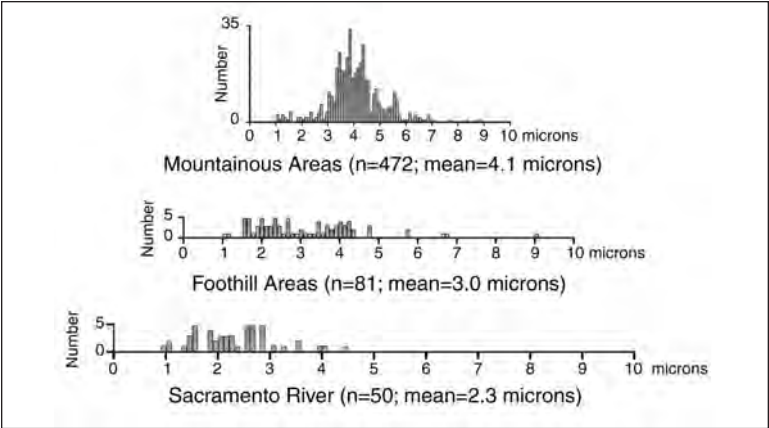 35
Number
0
0 1 2 3 4 5 6 7 8 9 10 microns
Mountainous Areas (n=472; mean=4.1 microns)
5
Number
0
0 1 2 3 4 5 6 7 8 9 10 microns
Foothill Areas (n=81; mean=3.0 microns)
5
Number
0
0 1 2 3 4 5 6 7 8 9 10 microns
Sacramento River (n=50; mean=2.3 microns)